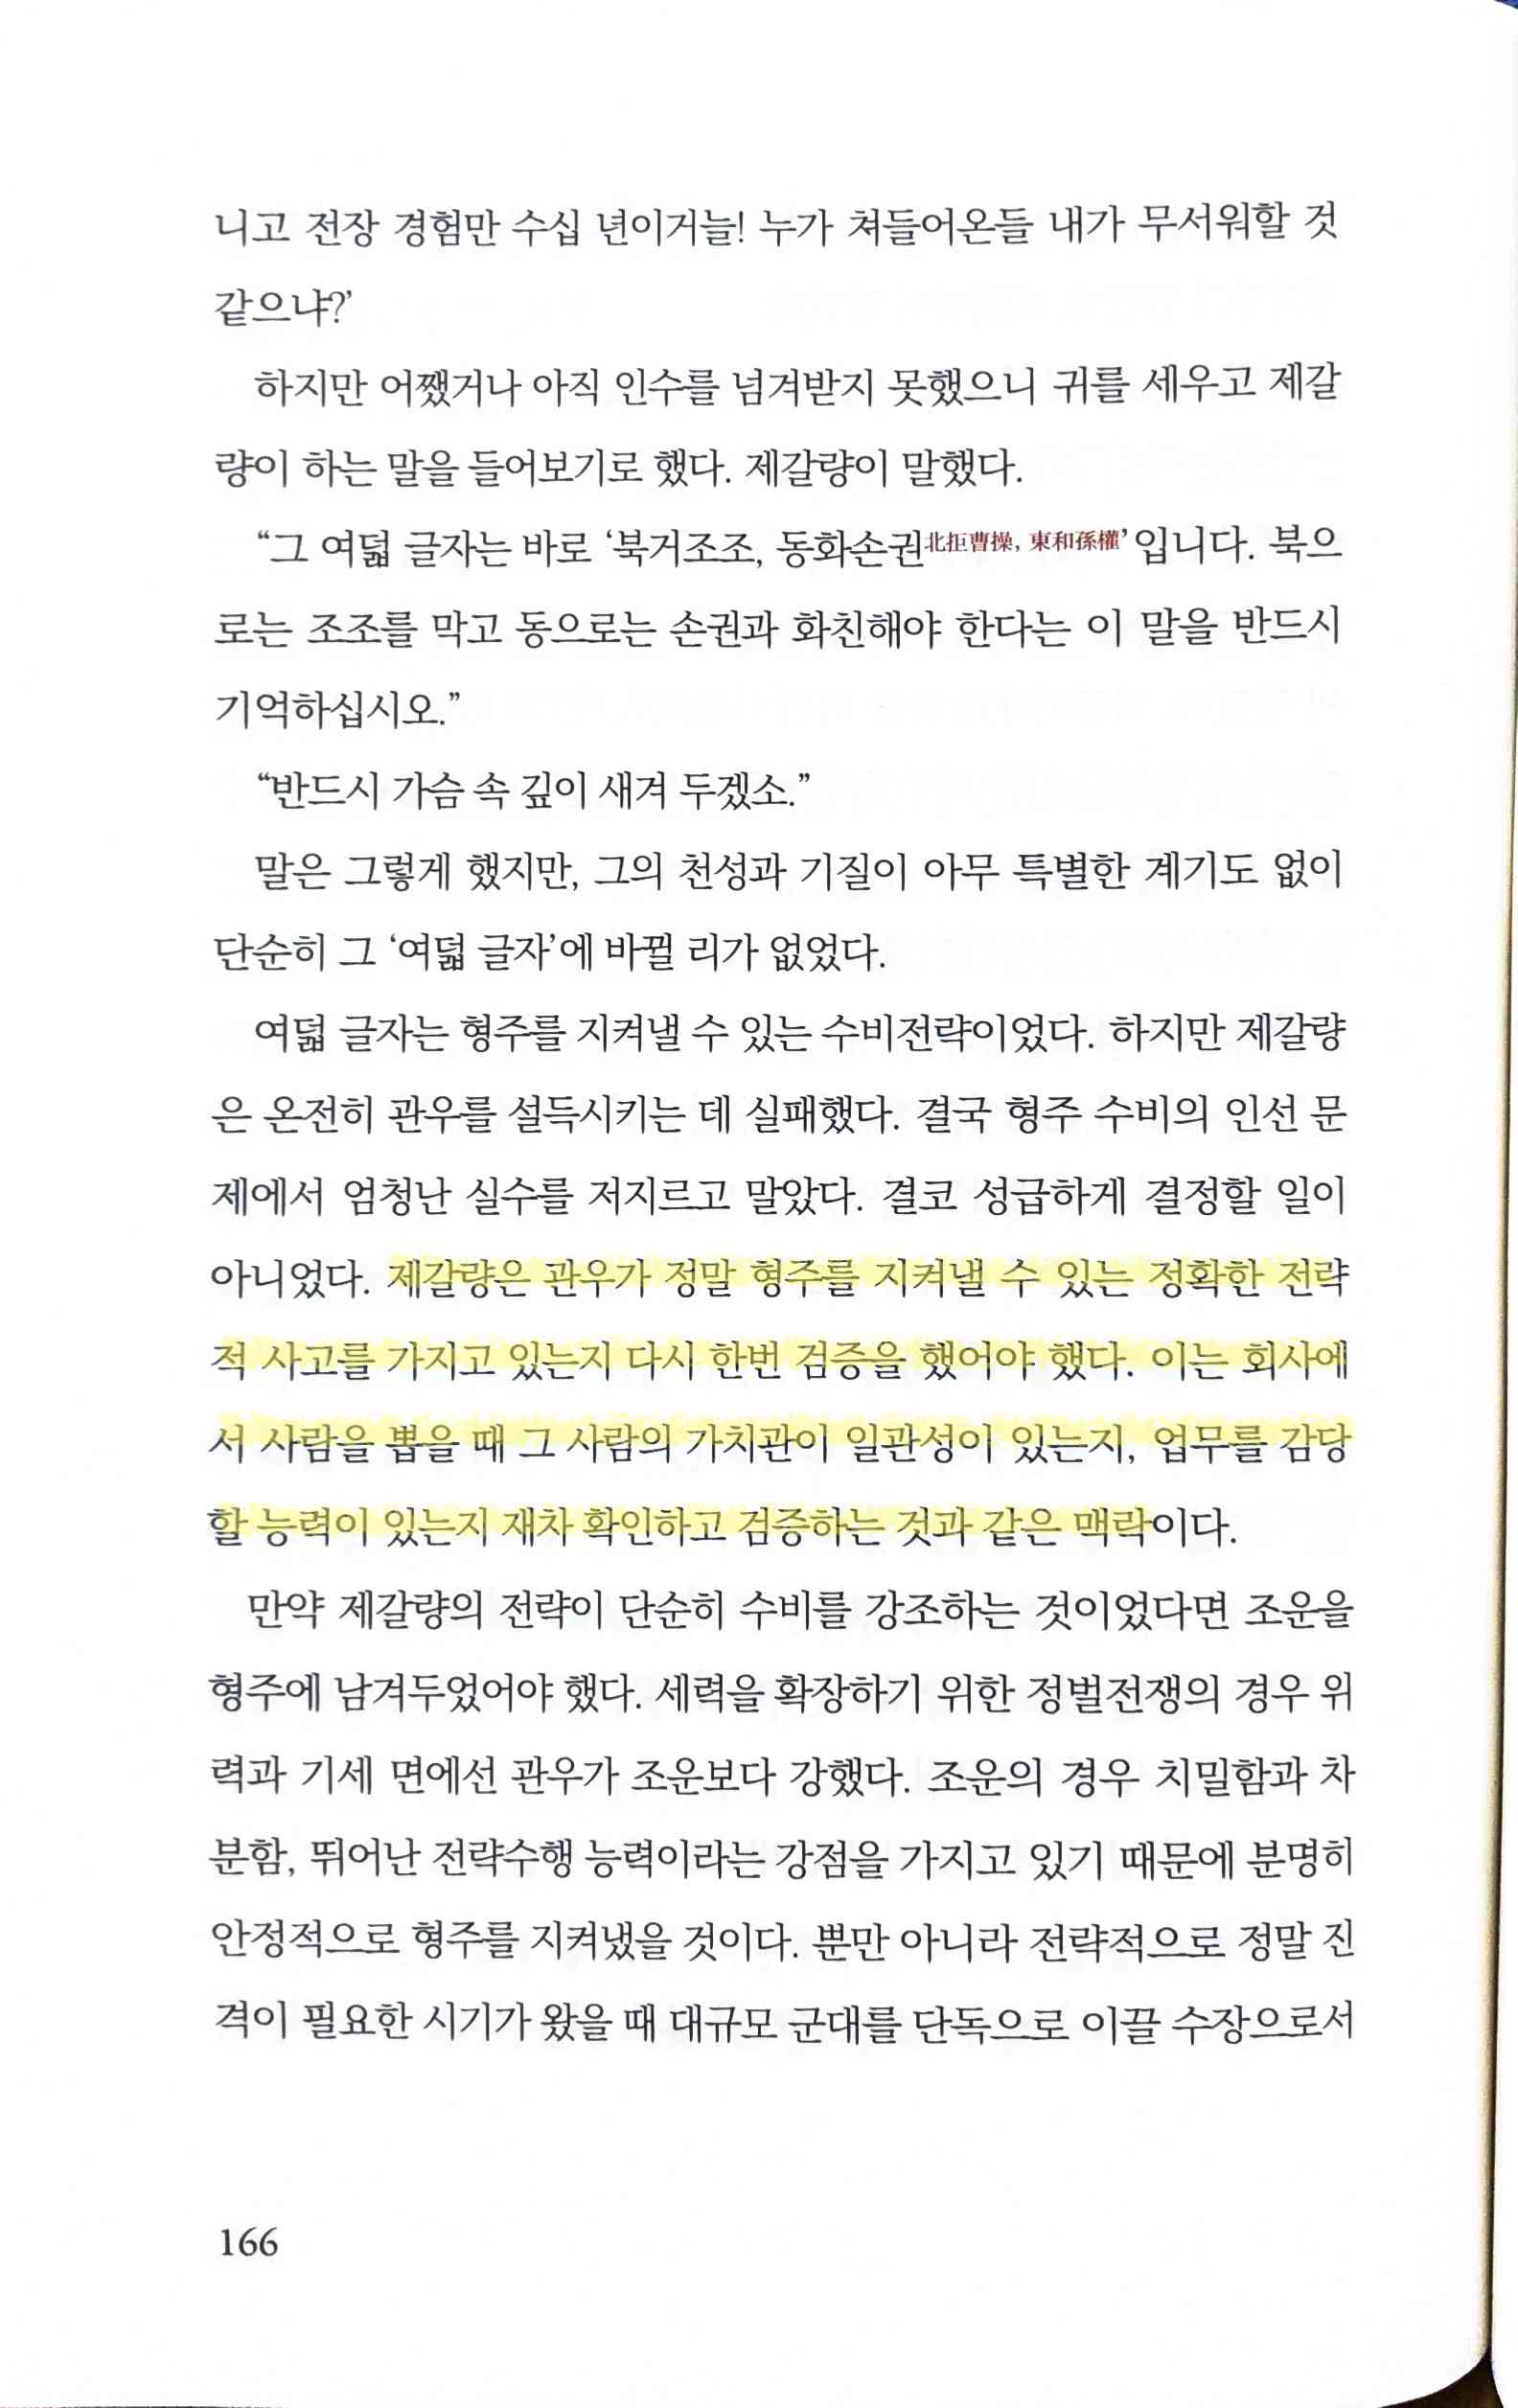 니고 전장 경험만 수십 년이거늘! 누가 쳐들어온들 내가 무서워할 것
같으냐?’
하지만 어쨌거나 아직 인수를 넘겨받지 못했으니 귀를 세우고 제갈
량이 하는 말을 들어보기로 했다. 제갈량이 말했다.
“그 여덟 글자는 바로 ‘북거조조, 동화손권北拒曹操, 東和孫權’입니다. 북으
로는 조조를 막고 동으로는 손권과 화친해야 한다는 이 말을 반드시
기억하십시오.”
“반드시 가슴 속 깊이 새겨 두겠소.”
말은 그렇게 했지만, 그의 천성과 기질이 아무 특별한 계기도 없이
단순히 그 ‘여덟 글자’에 바뀔 리가 없었다.
여덟 글자는 형주를 지켜낼 수 있는 수비전략이었다. 하지만 제갈량
은 온전히 관우를 설득시키는 데 실패했다. 결국 형주 수비의 인선 문
제에서 엄청난 실수를 저지르고 말았다. 결코 성급하게 결정할 일이
아니었다. 제갈량은 관우가 정말 형주를 지켜낼 수 있는 정확한 전략
적 사고를 가지고 있는지 다시 한번 검증을 했어야 했다. 이는 회사에
서 사람을 뽑을 때 그 사람의 가치관이 일관성이 있는지, 업무를 감당
할 능력이 있는지 재차 확인하고 검증하는 것과 같은 맥락이다.
만약 제갈량의 전략이 단순히 수비를 강조하는 것이었다면 조운을
형주에 남겨두었어야 했다. 세력을 확장하기 위한 정벌전쟁의 경우 위
력과 기세 면에선 관우가 조운보다 강했다. 조운의 경우 치밀함과 차
분함, 뛰어난 전략수행 능력이라는 강점을 가지고 있기 때문에 분명히
안정적으로 형주를 지켜냈을 것이다. 뿐만 아니라 전략적으로 정말 진
격이 필요한 시기가 왔을 때 대규모 군대를 단독으로 이끌 수장으로서
166